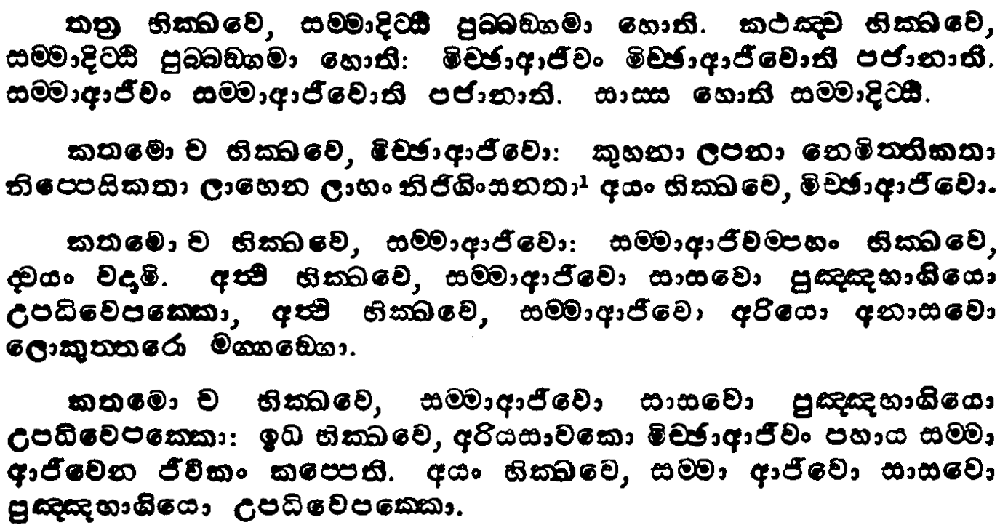 තත්‍ර භික්ඛවෙ, සම්මාදිට්ඨි පුබ්බඞ්ගමා හොති. කථඤ්ච භික්ඛවෙ,
සම්මාදිට්ඨි පුබ්බඞ්ගමා හොති: මිච්ඡාආජීවං මිච්ඡාආජීවොති පජානාති.
සම්මාආජීවං සම්මාආජීවොති පජානාති. සාස්ස හොති සම්මාදිට්ඨි.
කතමො ච භික්ඛවෙ, මිච්ඡාආජීවො: කුහනා ලපනා නෙමිත්තිකතා
නිප්පෙසිකතා ලාභෙන ලාභං නිජිගිංසනතා¹ අයං භික්ඛවෙ, මිච්ඡාආජීවො.
කතමො ච භික්ඛවෙ, සම්මාආජීවො: සම්මාආජීවම්පහං භික්ඛවෙ,
ද්වයං වදාමි. අත්ථි භික්ඛවෙ, සම්මාආජීවො සාසවො පුඤ්ඤභාගියො
උපධිවෙපක්කො, අත්ථි භික්ඛවෙ, සම්මාආජීවො අරියො අනාසවො
ලොකුත්තරො මග්ගඞ්ගො.
කතමො ච භික්ඛවෙ, සම්මාආජීවො සාසවො පුඤ්ඤභාගියො
උපධිවෙපක්කො: ඉධ භික්ඛවෙ, අරියසාවකො මිච්ඡාආජීවං පහාය සම්මා
ආජීවෙන ජීවිකං කප්පෙති. අයං භික්ඛවෙ, සම්මා ආජීවො සාසවො
පුඤ්ඤභාගියො උපධිවෙපක්කො.